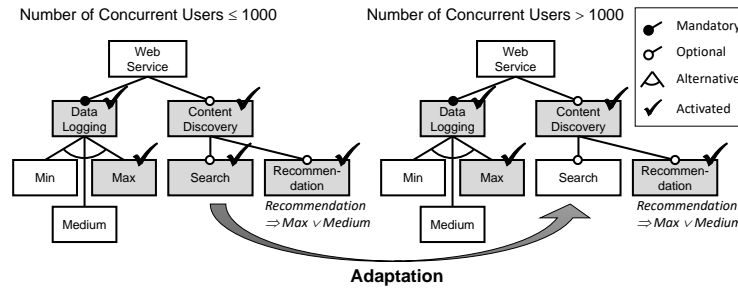 Number of Concurrent Users ≤ 1000
Web
Service
Data
Logging
Content
Discovery
Min
Max
Search
Recommen-
dation
Medium
Recommendation
⇒ Max ∨ Medium
Number of Concurrent Users > 1000
Web
Service
Data
Logging
Content
Discovery
Min
Max
Search
Recommen-
dation
Medium
Recommendation
⇒ Max ∨ Medium
Mandatory
Optional
Alternative
Activated
Adaptation